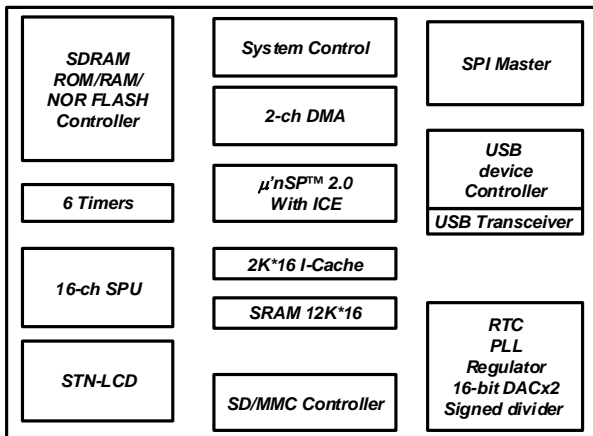 SDRAM
ROM/RAM/
NOR FLASH
Controller
6 Timers
16-ch SPU
STN-LCD
System Control
2-ch DMA
μ'nSP™ 2.0
With ICE
2K*16 I-Cache
SRAM 12K*16
SD/MMC Controller
SPI Master
USB
device
Controller
USB Transceiver
RTC
PLL
Regulator
16-bit DACx2
Signed divider